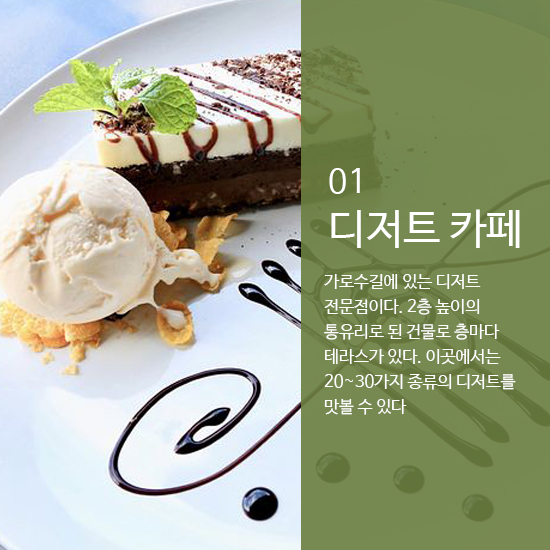 01
디저트 카페
가로수길에 있는 디저트
전문점이다. 2층 높이의
통유리로 된 건물로 층마다
테라스가 있다. 이곳에서는
20~30가지 종류의 디저트를
맛볼 수 있다